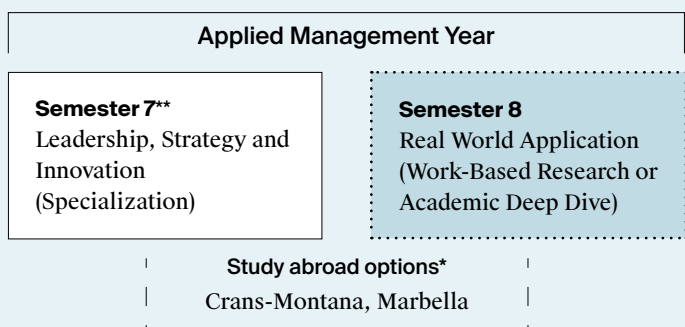 Applied Management Year
Semester 7**
Leadership, Strategy and
Innovation
(Specialization)
Semester 8
Real World Application
(Work-Based Research or
Academic Deep Dive)
Study abroad options*
Crans-Montana, Marbella